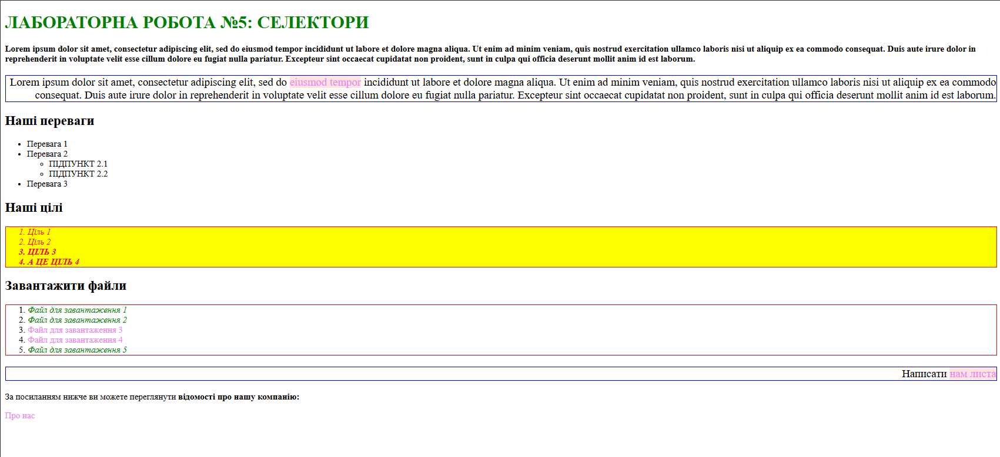 ЛАБОРАТОРНА РОБОТА №5: СЕЛЕКТОРИ
Lorem ipsum dolor sit amet, consectetur adipiscing elit, sed do eiusmod tempor incididunt ut labore et dolore magna aliqua. Ut enim ad minim veniam, quis nostrud exercitation ullamco laboris nisi ut aliquip ex ea commodo consequat. Duis aute irure dolor in
reprehenderit in voluptate velit esse cillum dolore eu fugiat nulla pariatur. Excepteur sint occaecat cupidatat non proident, sunt in culpa qui officia deserunt mollit anim id est laborum.
Lorem ipsum dolor sit amet, consectetur adipiscing elit, sed do eiusmod tempor incididunt ut labore et dolore magna aliqua. Ut enim ad minim veniam, quis nostrud exercitation ullamco laboris nisi ut aliquip ex ea commodo
consequat. Duis aute irure dolor in reprehenderit in voluptate velit esse cillum dolore eu fugiat nulla pariatur. Excepteur sint occaecat cupidatat non proident, sunt in culpa qui officia deserunt mollit anim id est laborum.
Наші переваги
• Перевага 1
• Перевага 2
◦ ПІДПУНКТ 2.1
◦ ПІДПУНКТ 2.2
• Перевага 3
Наші цілі
1. Ціль 1
2. Ціль 2
3. ЦІЛЬ 3
4. А ЦЕ ЦІЛЬ 4
Завантажити файли
1. Файл для завантаження 1
2. Файл для завантаження 2
3. Файл для завантаження 3
4. Файл для завантаження 4
5. Файл для завантаження 5
Написати нам листа
За посиланням нижче ви можете переглянути відомості про нашу компанію:
Про нас